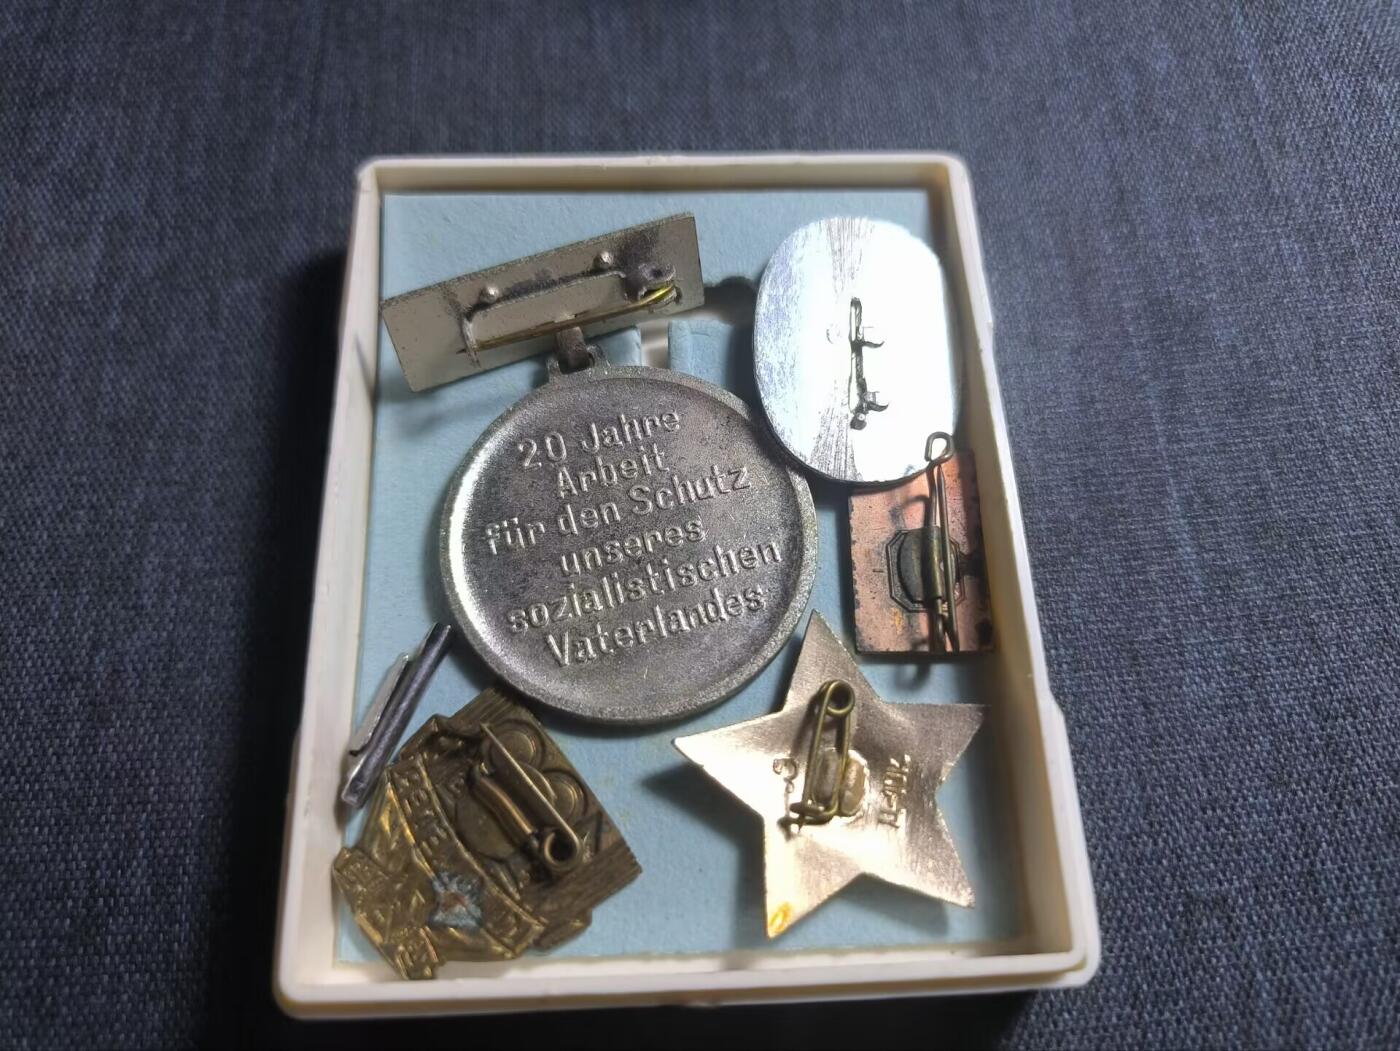 20 Jahre
Arbeit
für den Schutz
unseres
sozialistischen
Vaterlandes